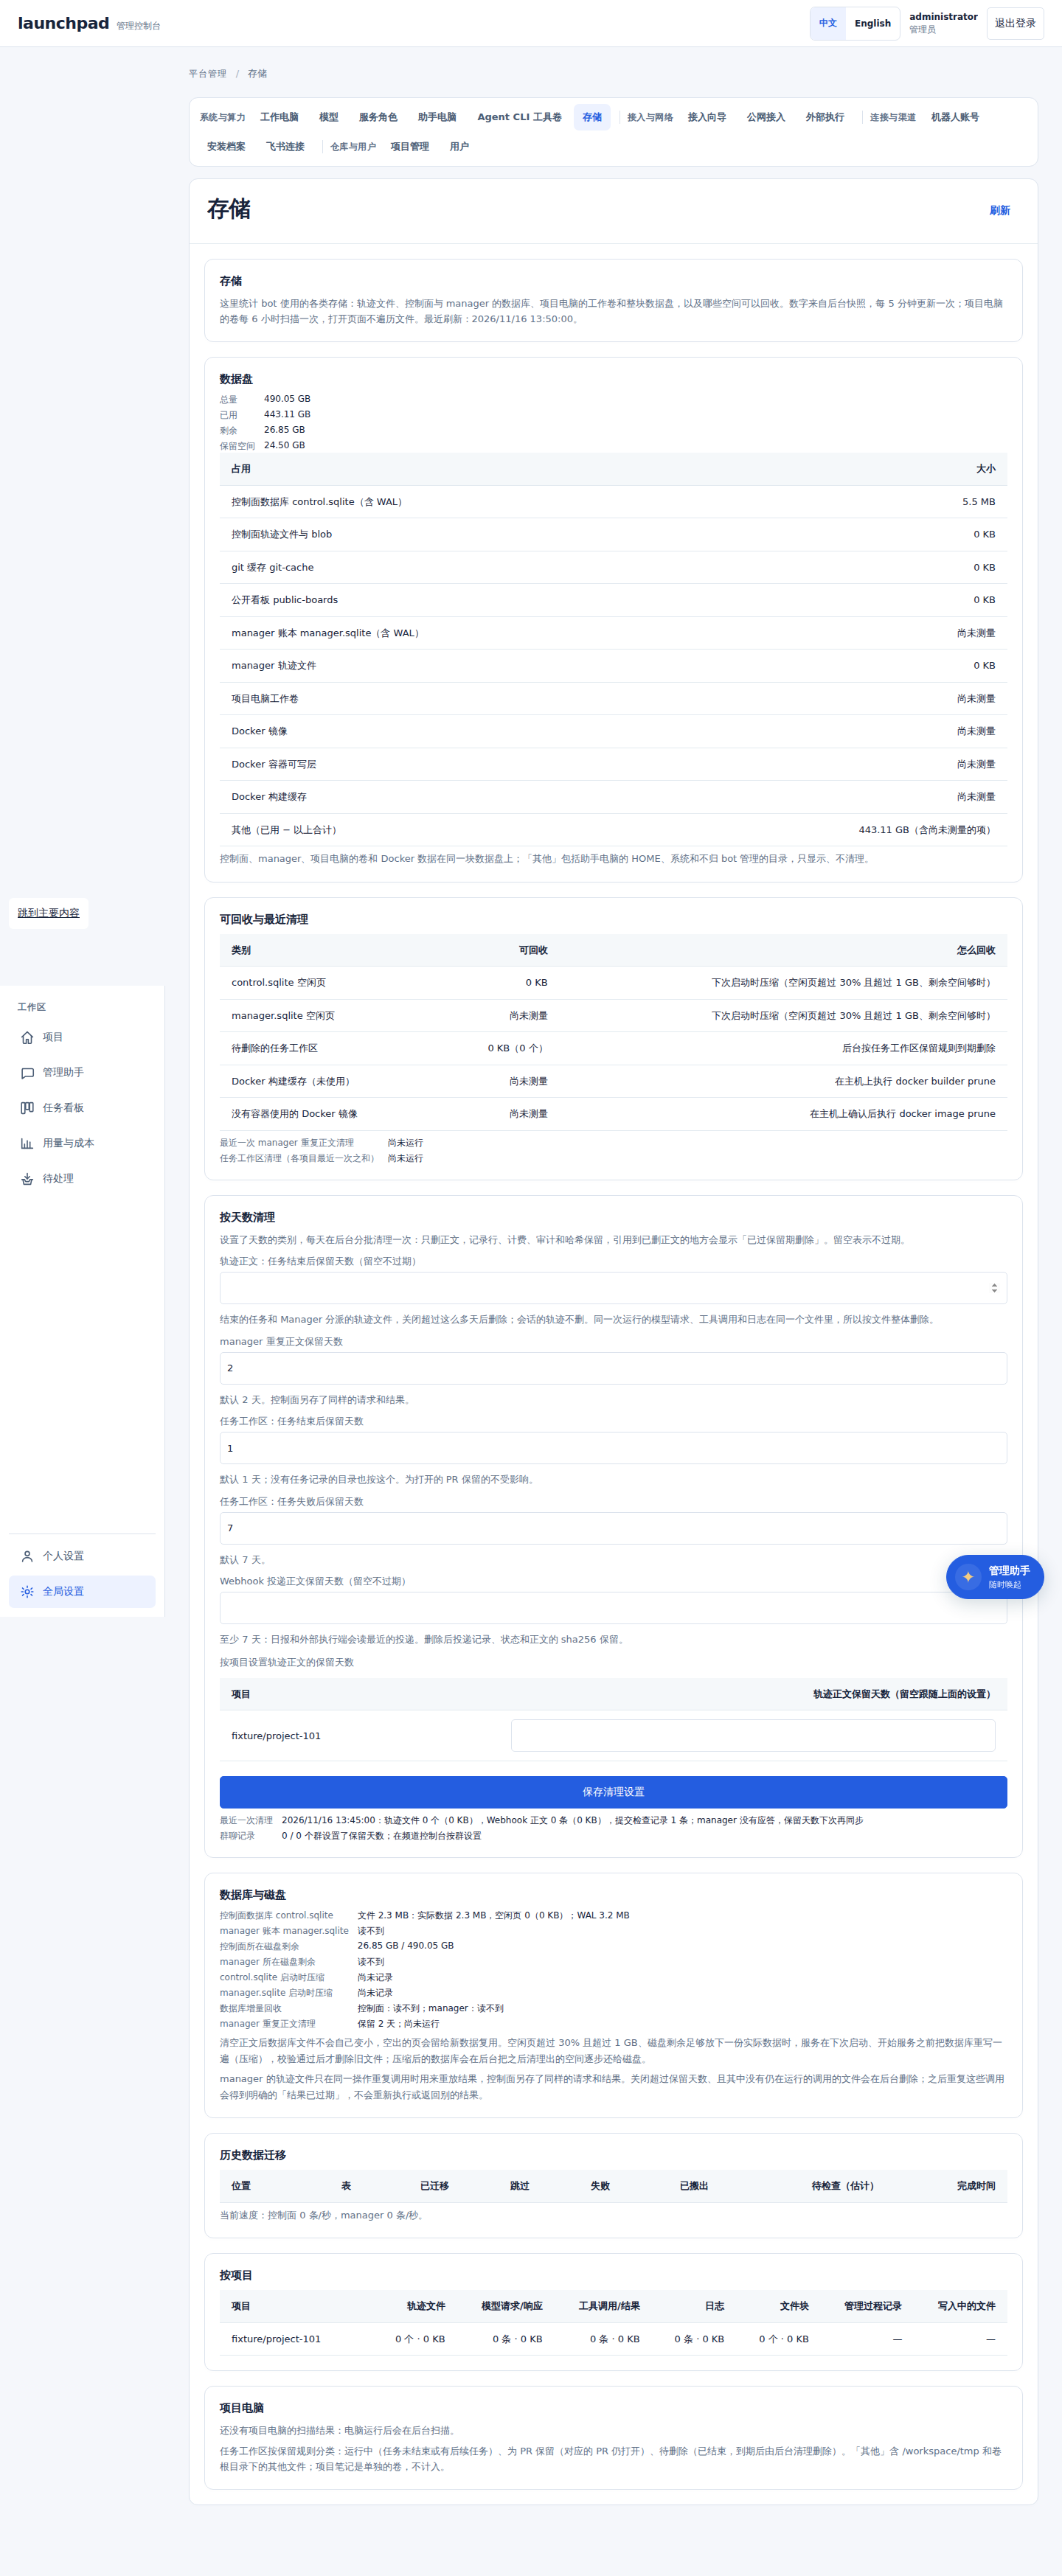 launchpad 管理控制台
中文 English administrator 管理员 退出登录
平台管理 / 存储
系统与算力 工作电脑 模型 服务角色 助手电脑 Agent CLI 工具卷 存储 接入与网络 接入向导 公网接入 外部执行 连接与渠道 机器人账号
安装档案 飞书连接 仓库与用户 项目管理 用户
存储 刷新
存储
这里统计 bot 使用的各类存储：轨迹文件、控制面与 manager 的数据库、项目电脑的工作卷和整块数据盘，以及哪些空间可以回收。数字来自后台快照，每 5 分钟更新一次；项目电脑
的卷每 6 小时扫描一次，打开页面不遍历文件。最近刷新：2026/11/16 13:50:00。
数据盘
总量 490.05 GB
已用 443.11 GB
剩余 26.85 GB
保留空间 24.50 GB
占用 大小
控制面数据库 control.sqlite（含 WAL） 5.5 MB
控制面轨迹文件与 blob 0 KB
git 缓存 git-cache 0 KB
公开看板 public-boards 0 KB
manager 账本 manager.sqlite（含 WAL） 尚未测量
manager 轨迹文件 0 KB
项目电脑工作卷 尚未测量
Docker 镜像 尚未测量
Docker 容器可写层 尚未测量
Docker 构建缓存 尚未测量
其他（已用 − 以上合计） 443.11 GB（含尚未测量的项）
控制面、manager、项目电脑的卷和 Docker 数据在同一块数据盘上；「其他」包括助手电脑的 HOME、系统和不归 bot 管理的目录，只显示、不清理。
跳到主要内容
工作区
项目
管理助手
任务看板
用量与成本
待处理
个人设置
全局设置
可回收与最近清理
类别 可回收 怎么回收
control.sqlite 空闲页 0 KB 下次启动时压缩（空闲页超过 30% 且超过 1 GB、剩余空间够时）
manager.sqlite 空闲页 尚未测量 下次启动时压缩（空闲页超过 30% 且超过 1 GB、剩余空间够时）
待删除的任务工作区 0 KB（0 个） 后台按任务工作区保留规则到期删除
Docker 构建缓存（未使用） 尚未测量 在主机上执行 docker builder prune
没有容器使用的 Docker 镜像 尚未测量 在主机上确认后执行 docker image prune
最近一次 manager 重复正文清理 尚未运行
任务工作区清理（各项目最近一次之和） 尚未运行
按天数清理
设置了天数的类别，每天在后台分批清理一次：只删正文，记录行、计费、审计和哈希保留，引用到已删正文的地方会显示「已过保留期删除」。留空表示不过期。
轨迹正文：任务结束后保留天数（留空不过期）
结束的任务和 Manager 分派的轨迹文件，关闭超过这么多天后删除；会话的轨迹不删。同一次运行的模型请求、工具调用和日志在同一个文件里，所以按文件整体删除。
manager 重复正文保留天数
2
默认 2 天。控制面另存了同样的请求和结果。
任务工作区：任务结束后保留天数
1
默认 1 天；没有任务记录的目录也按这个。为打开的 PR 保留的不受影响。
任务工作区：任务失败后保留天数
7
默认 7 天。
Webhook 投递正文保留天数（留空不过期）
至少 7 天：日报和外部执行端会读最近的投递。删除后投递记录、状态和正文的 sha256 保留。
按项目设置轨迹正文的保留天数
项目 轨迹正文保留天数（留空跟随上面的设置）
fixture/project-101
保存清理设置
最近一次清理 2026/11/16 13:45:00：轨迹文件 0 个（0 KB），Webhook 正文 0 条（0 KB），提交检查记录 1 条；manager 没有应答，保留天数下次再同步
群聊记录 0 / 0 个群设置了保留天数；在频道控制台按群设置
管理助手
随时唤起
数据库与磁盘
控制面数据库 control.sqlite 文件 2.3 MB：实际数据 2.3 MB，空闲页 0（0 KB）；WAL 3.2 MB
manager 账本 manager.sqlite 读不到
控制面所在磁盘剩余 26.85 GB / 490.05 GB
manager 所在磁盘剩余 读不到
control.sqlite 启动时压缩 尚未记录
manager.sqlite 启动时压缩 尚未记录
数据库增量回收 控制面：读不到；manager：读不到
manager 重复正文清理 保留 2 天；尚未运行
清空正文后数据库文件不会自己变小，空出的页会留给新数据复用。空闲页超过 30% 且超过 1 GB、磁盘剩余足够放下一份实际数据时，服务在下次启动、开始服务之前把数据库重写一
遍（压缩），校验通过后才删除旧文件；压缩后的数据库会在后台把之后清理出的空间逐步还给磁盘。
manager 的轨迹文件只在同一操作重复调用时用来重放结果，控制面另存了同样的请求和结果。关闭超过保留天数、且其中没有仍在运行的调用的文件会在后台删除；之后重复这些调用
会得到明确的「结果已过期」，不会重新执行或返回别的结果。
历史数据迁移
位置 表 已迁移 跳过 失败 已搬出 待检查（估计） 完成时间
当前速度：控制面 0 条/秒，manager 0 条/秒。
按项目
项目 轨迹文件 模型请求/响应 工具调用/结果 日志 文件块 管理过程记录 写入中的文件
fixture/project-101 0 个 · 0 KB 0 条 · 0 KB 0 条 · 0 KB 0 条 · 0 KB 0 个 · 0 KB — —
项目电脑
还没有项目电脑的扫描结果：电脑运行后会在后台扫描。
任务工作区按保留规则分类：运行中（任务未结束或有后续任务）、为 PR 保留（对应的 PR 仍打开）、待删除（已结束，到期后由后台清理删除）。「其他」含 /workspace/tmp 和卷
根目录下的其他文件；项目笔记是单独的卷，不计入。